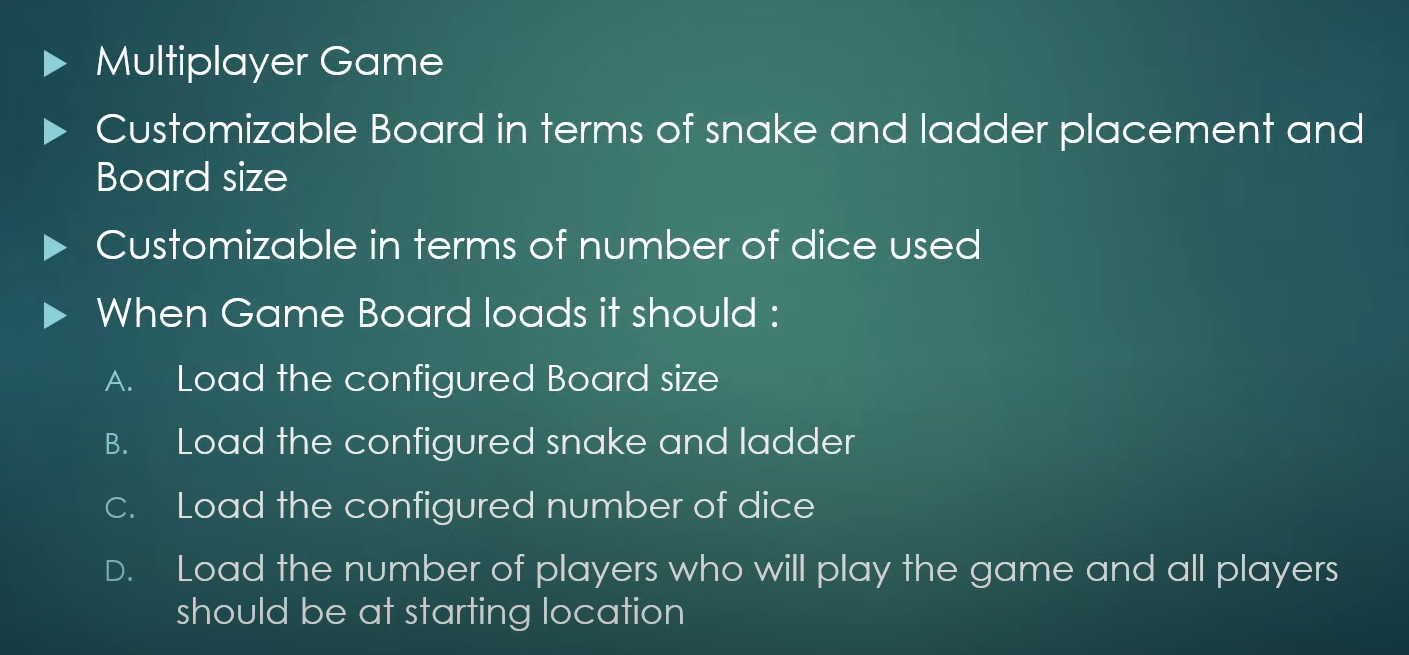 Multiplayer Game
Customizable Board in terms of snake and ladder placement and
Board size
Customizable in terms of number of dice used
When Game Board loads it should :
A. Load the configured Board size
B. Load the configured snake and ladder
C. Load the configured number of dice
D. Load the number of players who will play the game and all players
should be at starting location